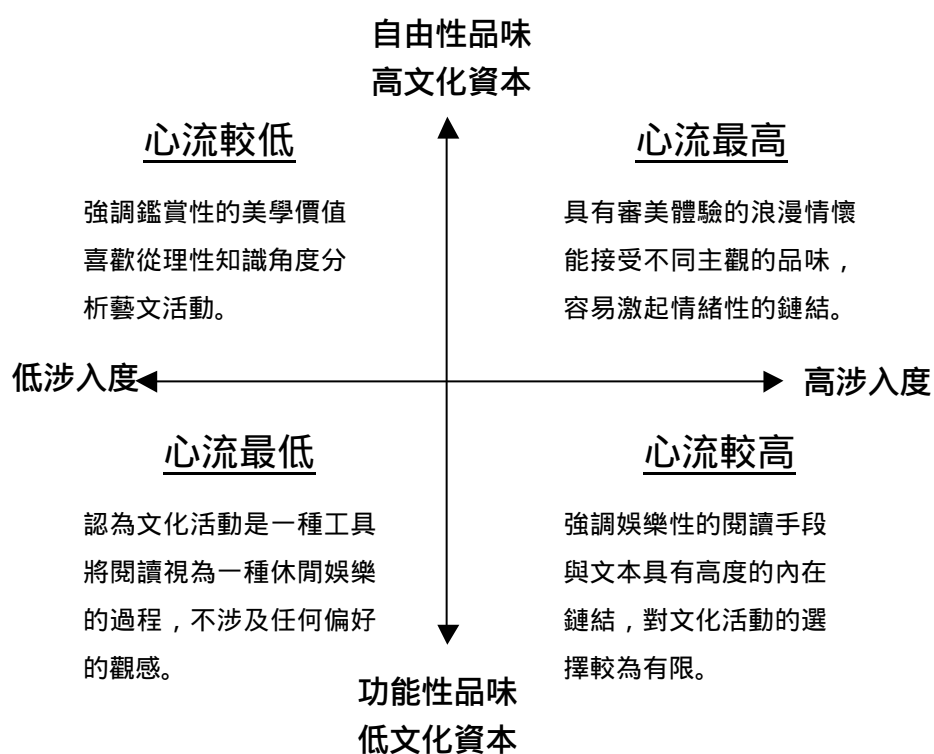 自由性品味
高文化資本
心流較低
強調鑑賞性的美學價值
喜歡從理性知識角度分
析藝文活動。
心流最高
具有審美體驗的浪漫情懷
能接受不同主觀的品味，
容易激起情緒性的鏈結。
低涉入度
高涉入度
心流最低
認為文化活動是一種工具
將閱讀視為一種休閒娛樂
的過程，不涉及任何偏好
的觀感。
心流較高
強調娛樂性的閱讀手段
與文本具有高度的內在
鏈結，對文化活動的選
擇較為有限。
功能性品味
低文化資本